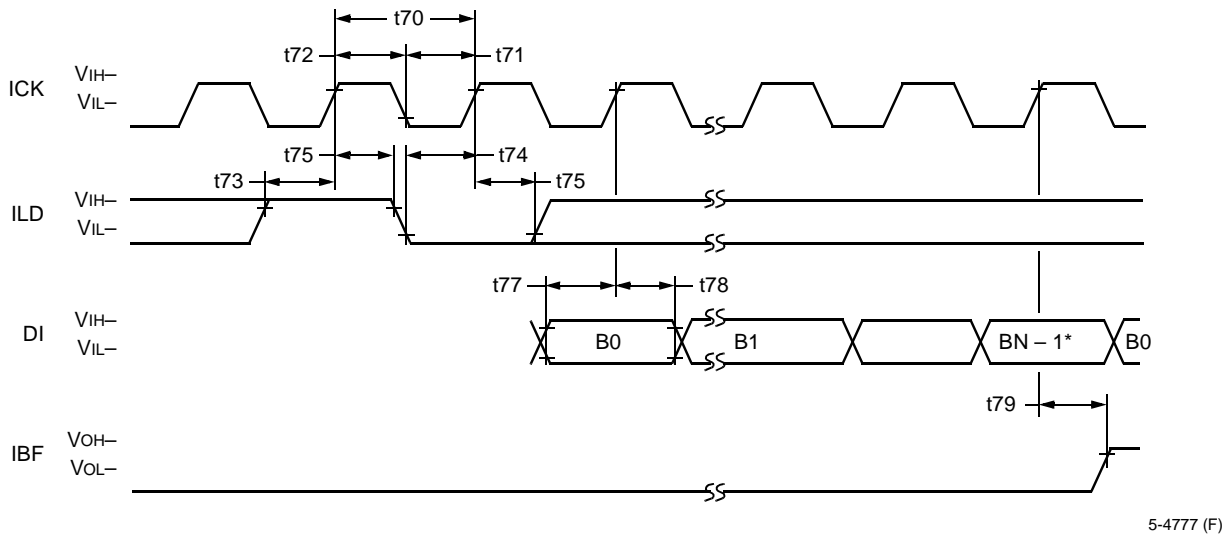 t70
t72
t71
ICK
VIH–
VIL–
t75
t74
t73
t75
ILD
VIH–
VIL–
t77
t78
DI
VIH–
VIL–
B0
B1
BN – 1*
B0
t79
IBF
VOH–
VOL–
5-4777 (F)